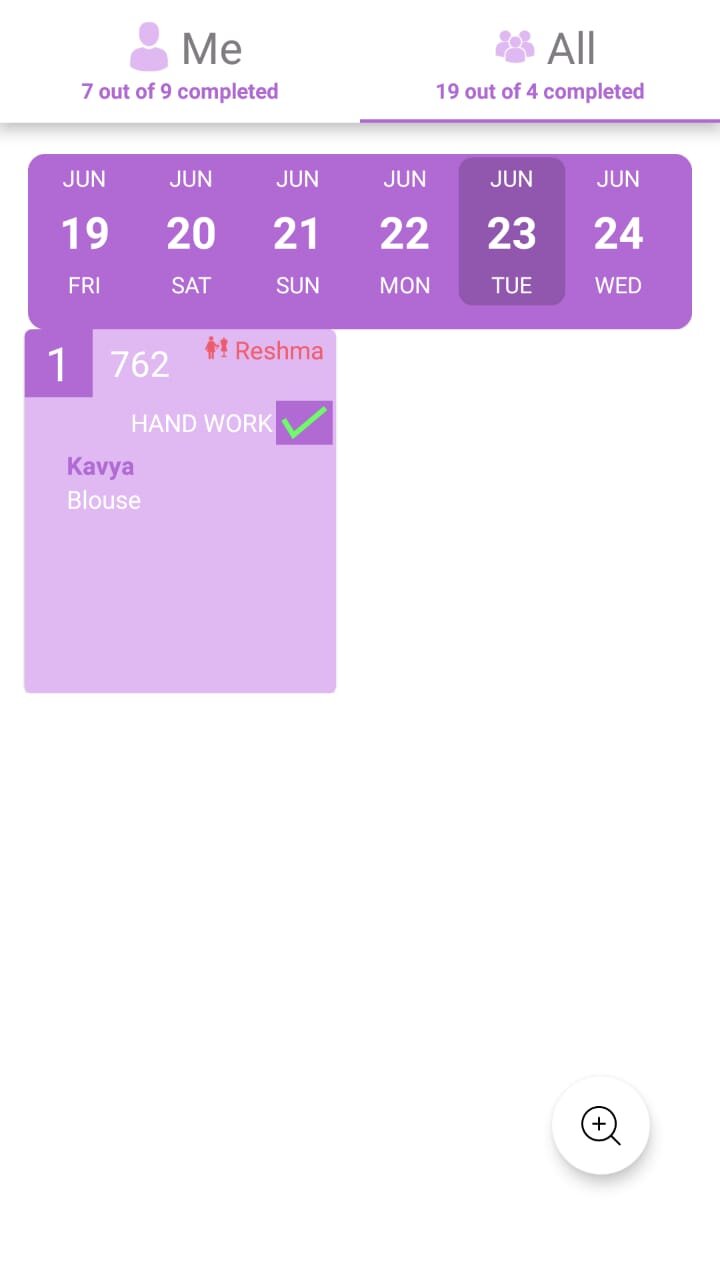 Me
7 out of 9 completed
All
19 out of 4 completed
JUN JUN JUN JUN JUN JUN
19 20 21 22 23 24
FRI SAT SUN MON TUE WED
1 762 Reshma
HAND WORK
Kavya
Blouse